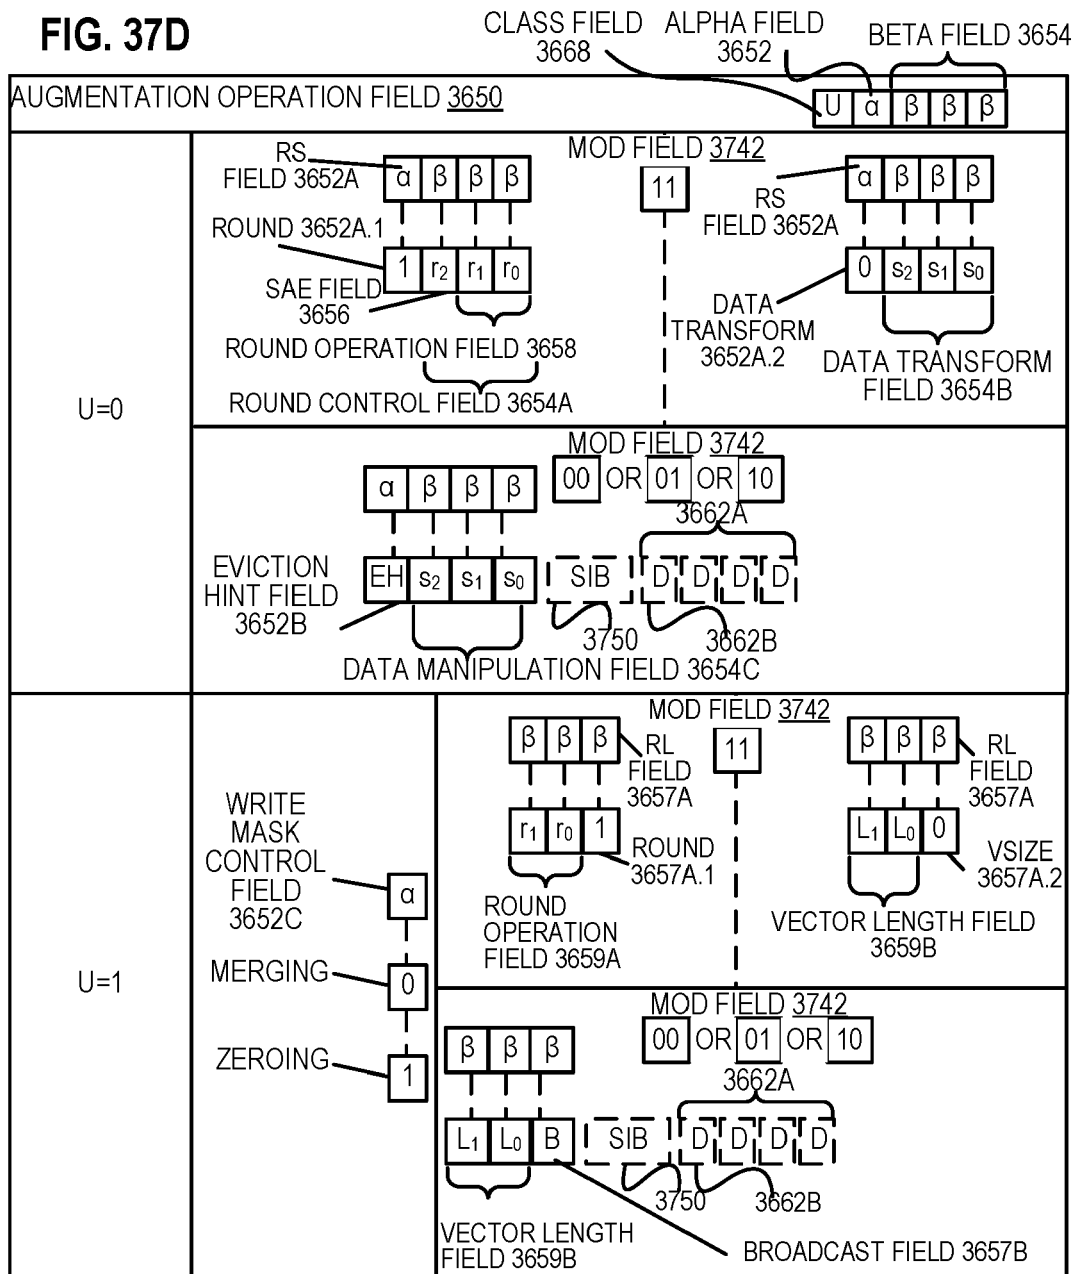 FIG. 37D
CLASS FIELD
3668
ALPHA FIELD
3652
BETA FIELD 3654
AUGMENTATION OPERATION FIELD 3650
U α β β β
U=0
MOD FIELD 3742
11
RS
FIELD 3652A
α β β β
ROUND 3652A.1
1 r2 r1 r0
SAE FIELD
3656
ROUND OPERATION FIELD 3658
ROUND CONTROL FIELD 3654A
α β β β
RS
FIELD 3652A
0 s2 s1 s0
DATA
TRANSFORM
3652A.2
DATA TRANSFORM
FIELD 3654B
MOD FIELD 3742
00 OR 01 OR 10
α β β β
3662A
EVICTION
HINT FIELD
3652B
EH s2 s1 s0
SIB
D D D D
3750
3662B
DATA MANIPULATION FIELD 3654C
U=1
WRITE
MASK
CONTROL
FIELD
3652C
α
MERGING
0
ZEROING
1
MOD FIELD 3742
11
β β β
RL
FIELD
3657A
r1 r0 1
ROUND
3657A.1
ROUND
OPERATION
FIELD 3659A
β β β
RL
FIELD
3657A
L1 L0 0
VSIZE
3657A.2
VECTOR LENGTH FIELD
3659B
MOD FIELD 3742
00 OR 01 OR 10
β β β
3662A
L1 L0 B
SIB
D D D D
3750
3662B
VECTOR LENGTH
FIELD 3659B
BROADCAST FIELD 3657B